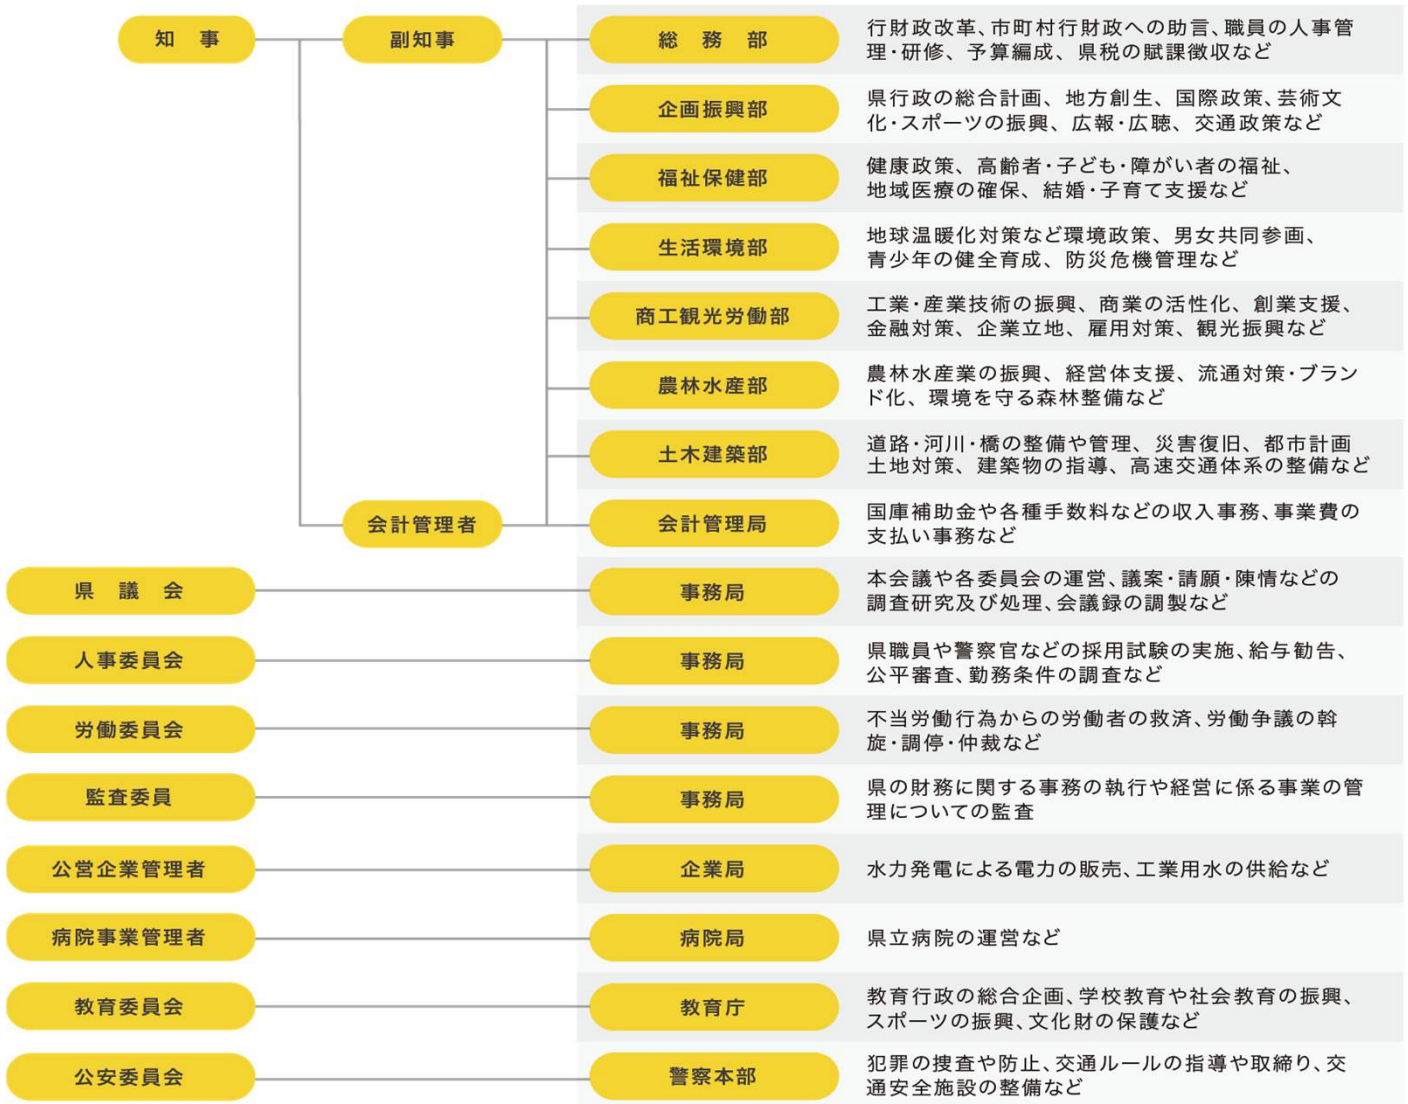 知 事
副知事
総 務 部
行財政改革、市町村行財政への助言、職員の人事管
理・研修、予算編成、県税の賦課徴収など
企画振興部
県行政の総合計画、地方創生、国際政策、芸術文
化・スポーツの振興、広報・広聴、交通政策など
福祉保健部
健康政策、高齢者・子ども・障がい者の福祉、
地域医療の確保、結婚・子育て支援など
生活環境部
地球温暖化対策など環境政策、男女共同参画、
青少年の健全育成、防災危機管理など
商工観光労働部
工業・産業技術の振興、商業の活性化、創業支援、
金融対策、企業立地、雇用対策、観光振興など
農林水産部
農林水産業の振興、経営体支援、流通対策・ブラン
ド化、環境を守る森林整備など
土木建築部
道路・河川・橋の整備や管理、災害復旧、都市計画
土地対策、建築物の指導、高速交通体系の整備など
会計管理者
会計管理局
国庫補助金や各種手数料などの収入事務、事業費の
支払い事務など
県 議 会
事務局
本会議や各委員会の運営、議案・請願・陳情などの
調査研究及び処理、会議録の調製など
人事委員会
事務局
県職員や警察官などの採用試験の実施、給与勧告、
公平審査、勤務条件の調査など
労働委員会
事務局
不当労働行為からの労働者の救済、労働争議の斡
旋・調停・仲裁など
監査委員
事務局
県の財務に関する事務の執行や経営に係る事業の管
理についての監査
公営企業管理者
企業局
水力発電による電力の販売、工業用水の供給など
病院事業管理者
病院局
県立病院の運営など
教育委員会
教育庁
教育行政の総合企画、学校教育や社会教育の振興、
スポーツの振興、文化財の保護など
公安委員会
警察本部
犯罪の捜査や防止、交通ルールの指導や取締り、交
通安全施設の整備など